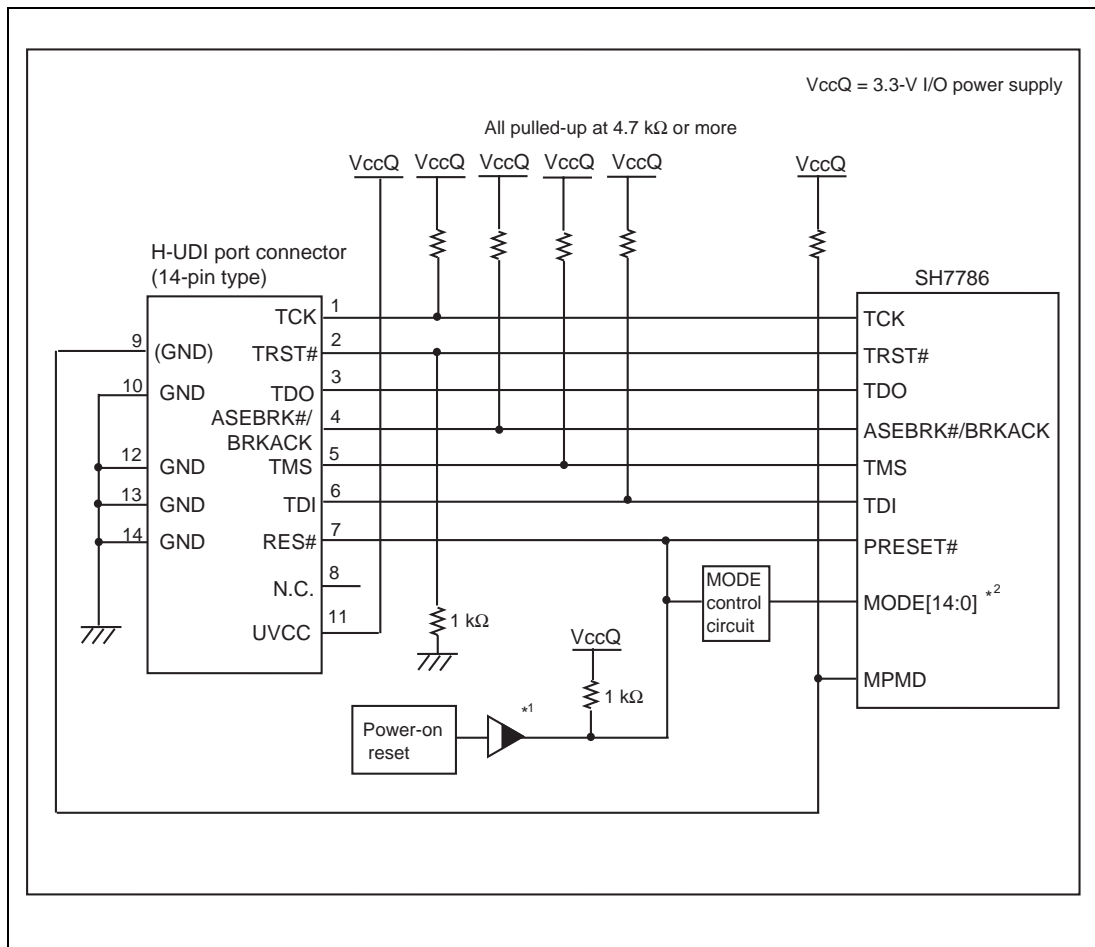 VccQ = 3.3-V I/O power supply
All pulled-up at 4.7 kΩ or more
VccQ VccQ VccQ VccQ VccQ VccQ
H-UDI port connector
(14-pin type)
SH7786
TCK 1 TCK
9 (GND) TRST# 2 TRST#
10 GND TDO 3 TDO
ASEBRK#/
BRKACK 4 ASEBRK#/BRKACK
12 GND TMS 5 TMS
13 GND TDI 6 TDI
14 GND RES# 7 PRESET#
N.C. 8
MODE
control
circuit
MODE[14:0] *2
UVCC 11
1 kΩ
VccQ
1 kΩ
MPMD
Power-on
reset
*1